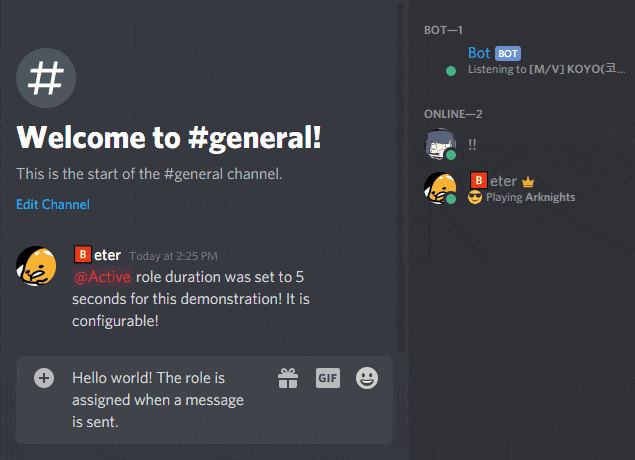 Welcome to #general!
This is the start of the #general channel.
Edit Channel
B eter Today at 2:25 PM
@Active role duration was set to 5
seconds for this demonstration! It is
configurable!
Hello world! The role is
assigned when a message
is sent.
GIF
BOT—1
Bot BOT
Listening to [M/V] KOYO(코...
ONLINE—2
!!
B eter
Playing Arknights